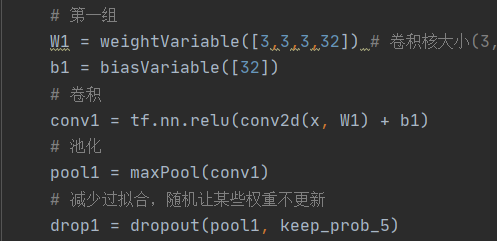 # 第一组
W1 = weightVariable([3,3,3,32]) # 卷积核大小(3,
b1 = biasVariable([32])
# 卷积
conv1 = tf.nn.relu(conv2d(x, W1) + b1)
# 池化
pool1 = maxPool(conv1)
# 减少过拟合，随机让某些权重不更新
drop1 = dropout(pool1, keep_prob_5)